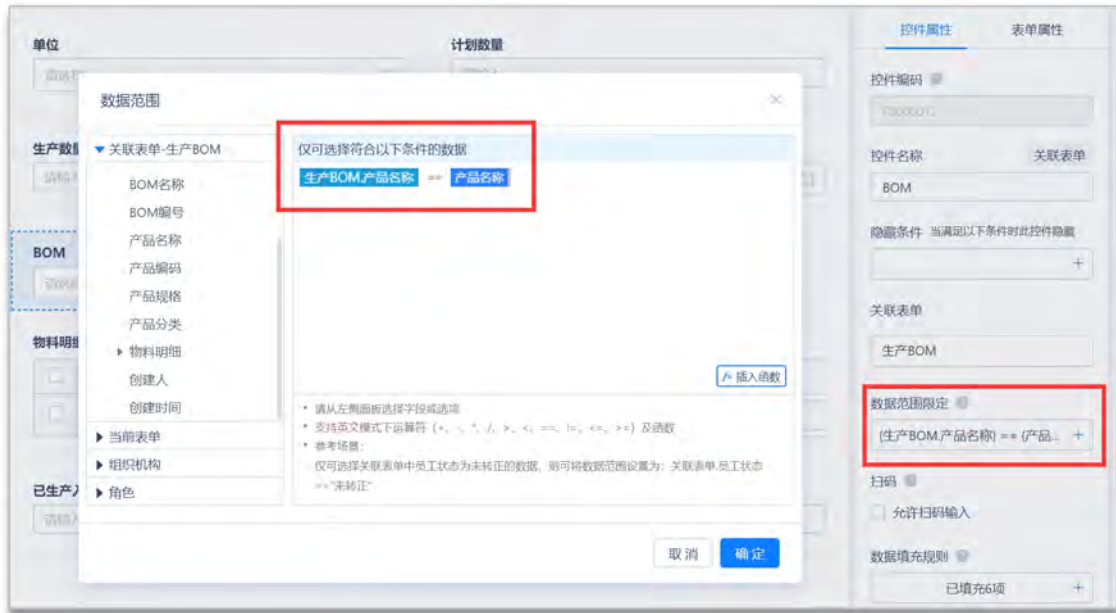 控件属性
表单属性
单位
计划数量
数据范围
控件编码
生产数量
关联表单-生产BOM
仅可选择符合以下条件的数据
生产BOM.产品名称 == 产品名称
控件名称
关联表单
BOM名称
BOM
BOM编号
产品名称
隐藏条件 当满足以下条件时此控件隐藏
BOM
产品编码
产品规格
关联表单
产品分类
物料明细
物料明细
生产BOM
创建人
插入函数
创建时间
数据范围限定
• 请从左侧面板选择字段或选项
• 支持英文模式下运算符 (+、-、*、/、>、<、==、!=、<=、>=) 及函数
当前表单
(生产BOM.产品名称) == (产品...
• 参考场景:
组织机构
仅可选择关联表单中员工状态为未转正的数据,则可将数据范围设置为:关联表单.员工状态
=="未转正"
扫码
角色
已生产入
允许扫码输入
取消
确定
数据填充规则
已填充6项